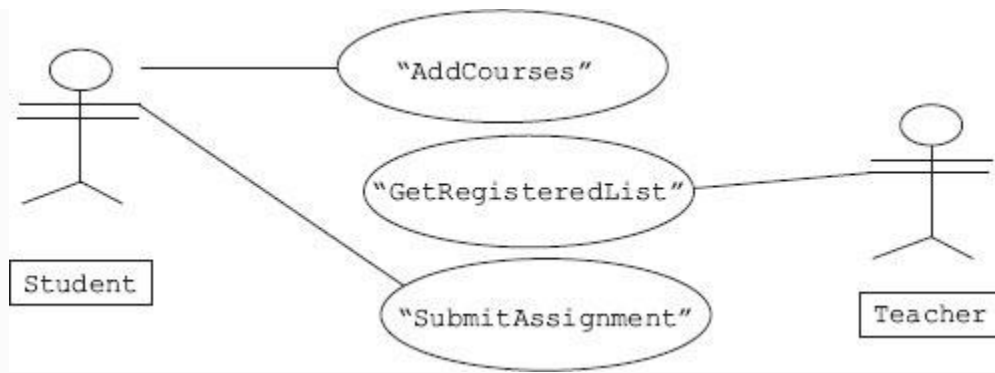 “AddCourses”
“GetRegisteredList”
Student
“SubmitAssignment”
Teacher